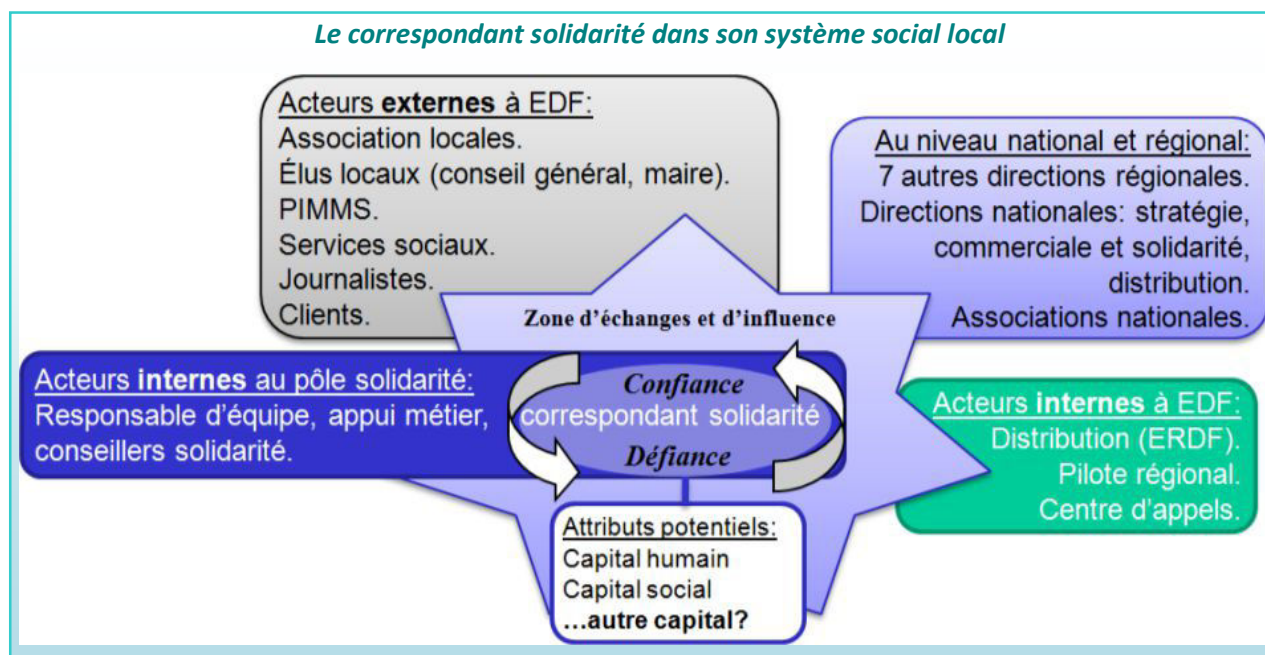 Le correspondant solidarité dans son système social local
Acteurs externes à EDF:
Association locales.
Élus locaux (conseil général, maire).
PIMMS.
Services sociaux.
Journalistes.
Clients.
Au niveau national et régional:
7 autres directions régionales.
Directions nationales: stratégie,
commerciale et solidarité,
distribution.
Associations nationales.
Zone d'échanges et d'influence
Acteurs internes au pôle solidarité:
Responsable d'équipe, appui métier,
conseillers solidarité.
Confiance
correspondant solidarité
Défiance
Acteurs internes à EDF:
Distribution (ERDF).
Pilote régional.
Centre d'appels.
Attributs potentiels:
Capital humain
Capital social
…autre capital?